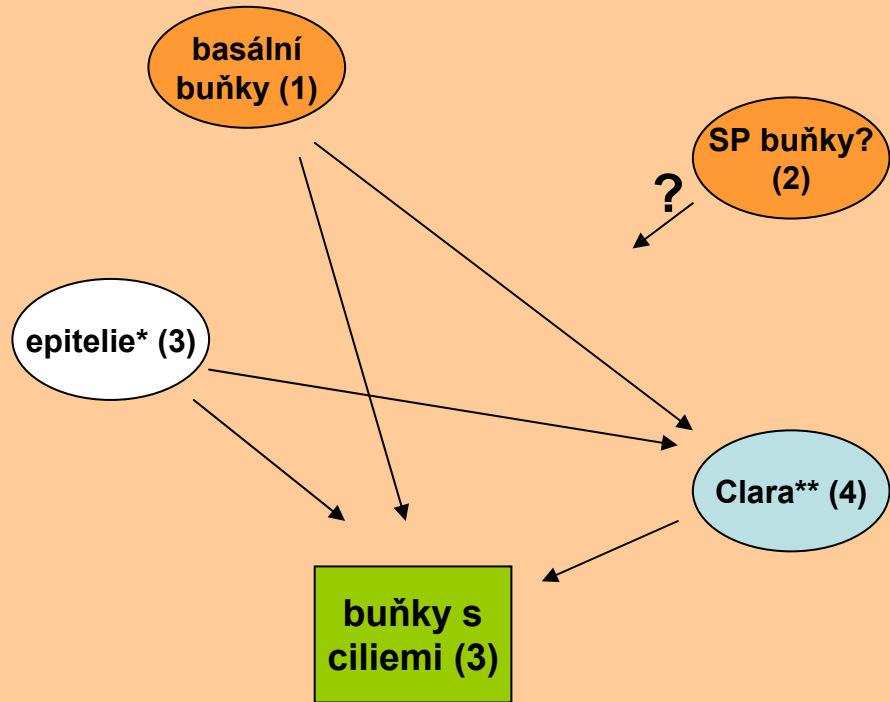 basální
buňky (1)
SP buňky?
(2)
?
epitelie* (3)
Clara** (4)
buňky s
ciliemi (3)